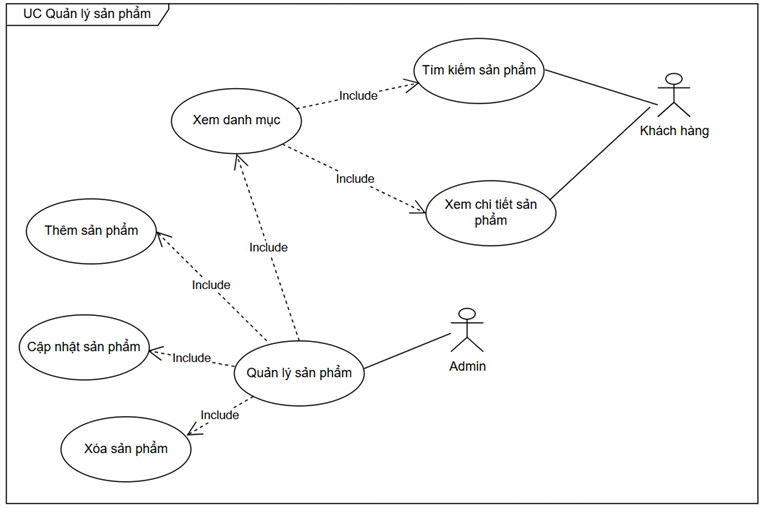 UC Quản lý sản phẩm
Tìm kiếm sản phẩm
Include
Xem danh mục
Khách hàng
Include
Xem chi tiết sản
phẩm
Thêm sản phẩm
Include
Include
Admin
Cập nhật sản phẩm
Include
Quản lý sản phẩm
Include
Xóa sản phẩm